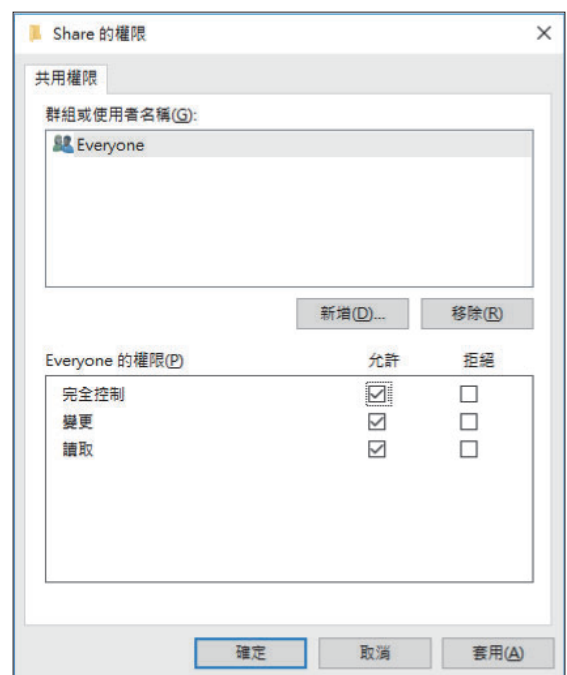 Share 的權限
共用權限
群組或使用者名稱(G):
Everyone
新增(D)...
移除(R)
Everyone 的權限(P) 允許 拒絕
完全控制
變更
讀取
確定
取消
套用(A)